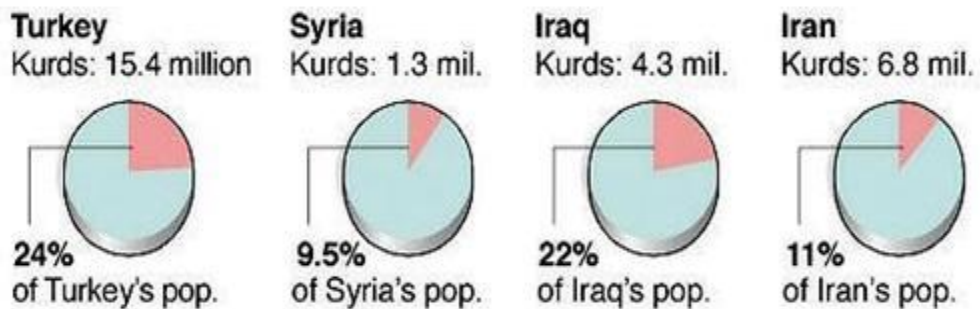 Turkey
Kurds: 15.4 million
24%
of Turkey's pop.
Syria
Kurds: 1.3 mil.
9.5%
of Syria's pop.
Iraq
Kurds: 4.3 mil.
22%
of Iraq's pop.
Iran
Kurds: 6.8 mil.
11%
of Iran's pop.